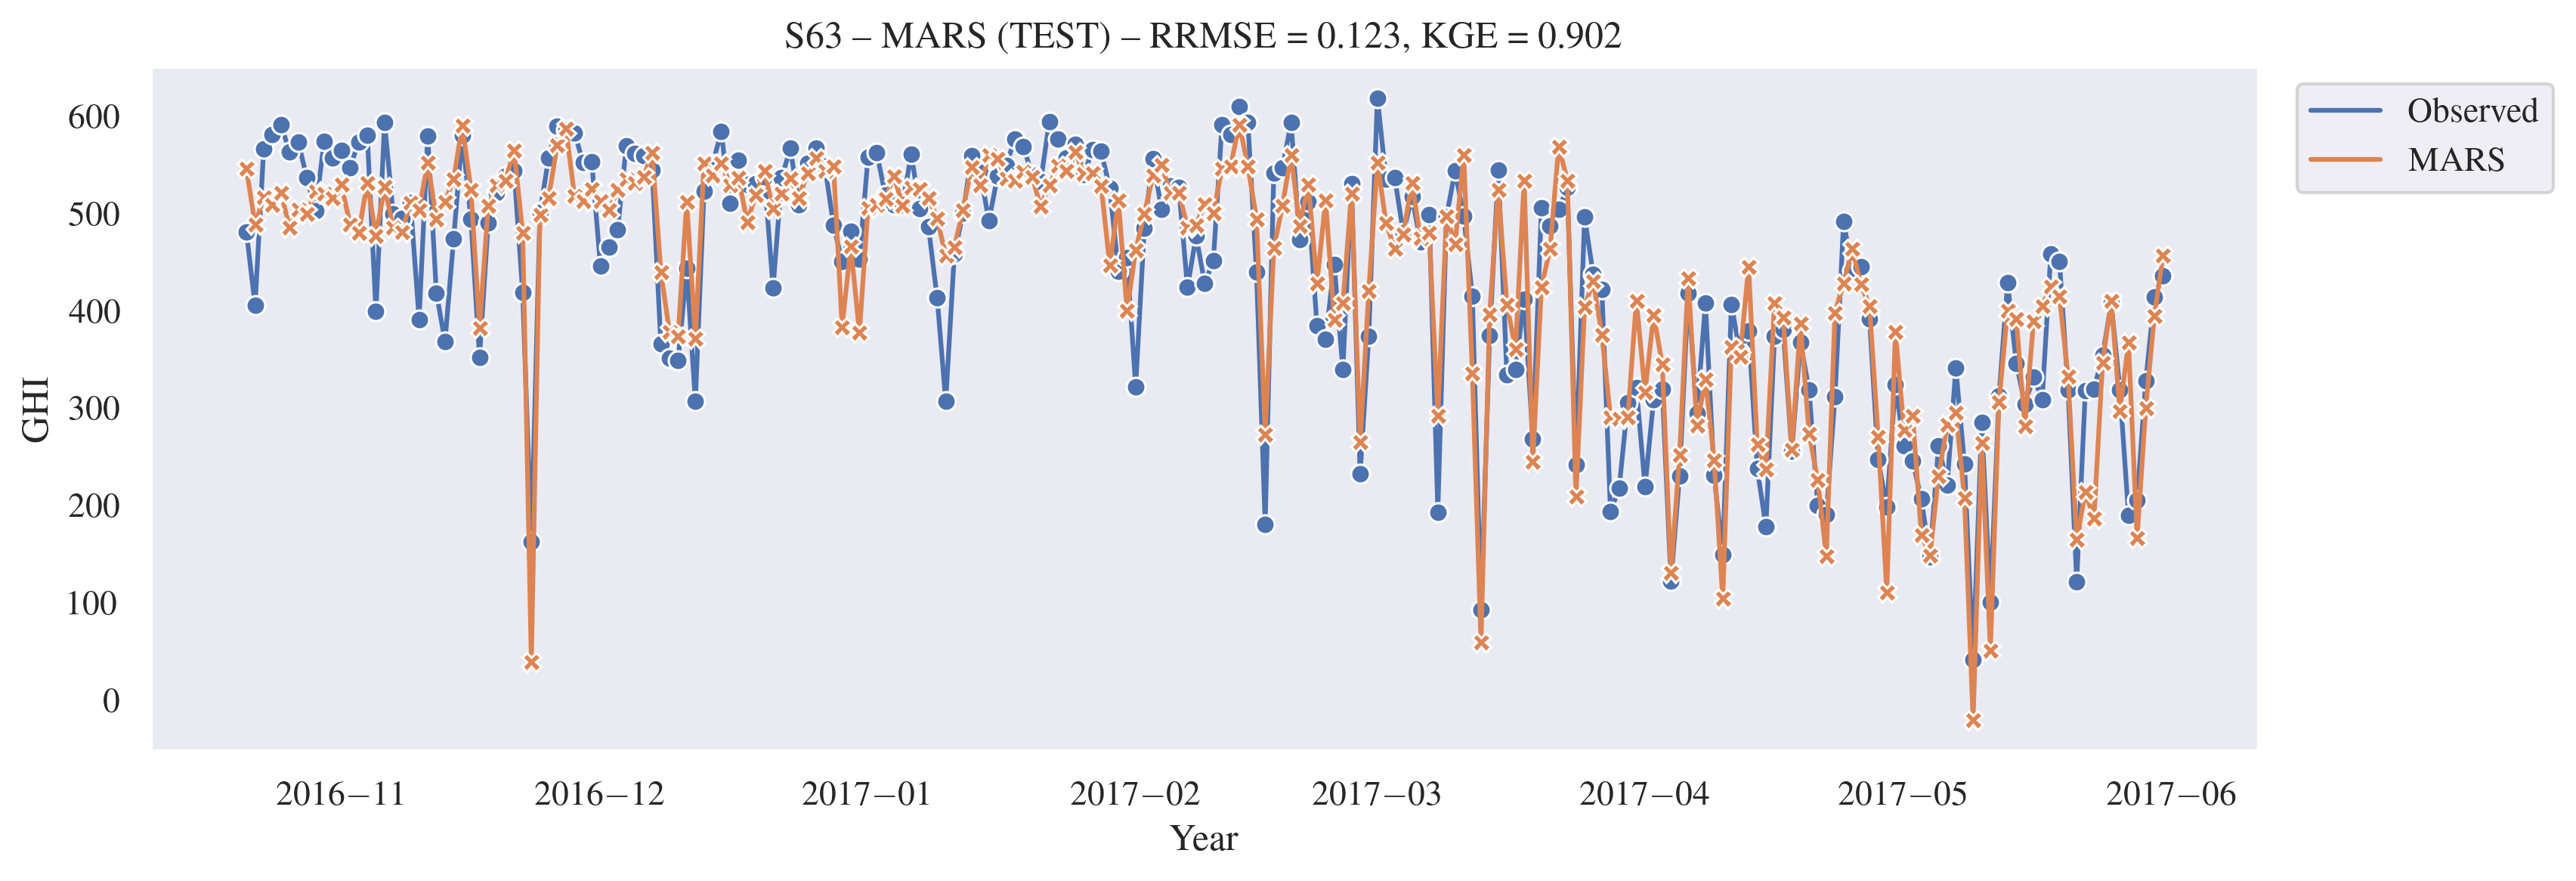 S63 – MARS (TEST) – RRMSE = 0.123, KGE = 0.902
Observed
MARS
GHI
600
500
400
300
200
100
0
2016–11 2016–12 2017–01 2017–02 2017–03 2017–04 2017–05 2017–06
Year